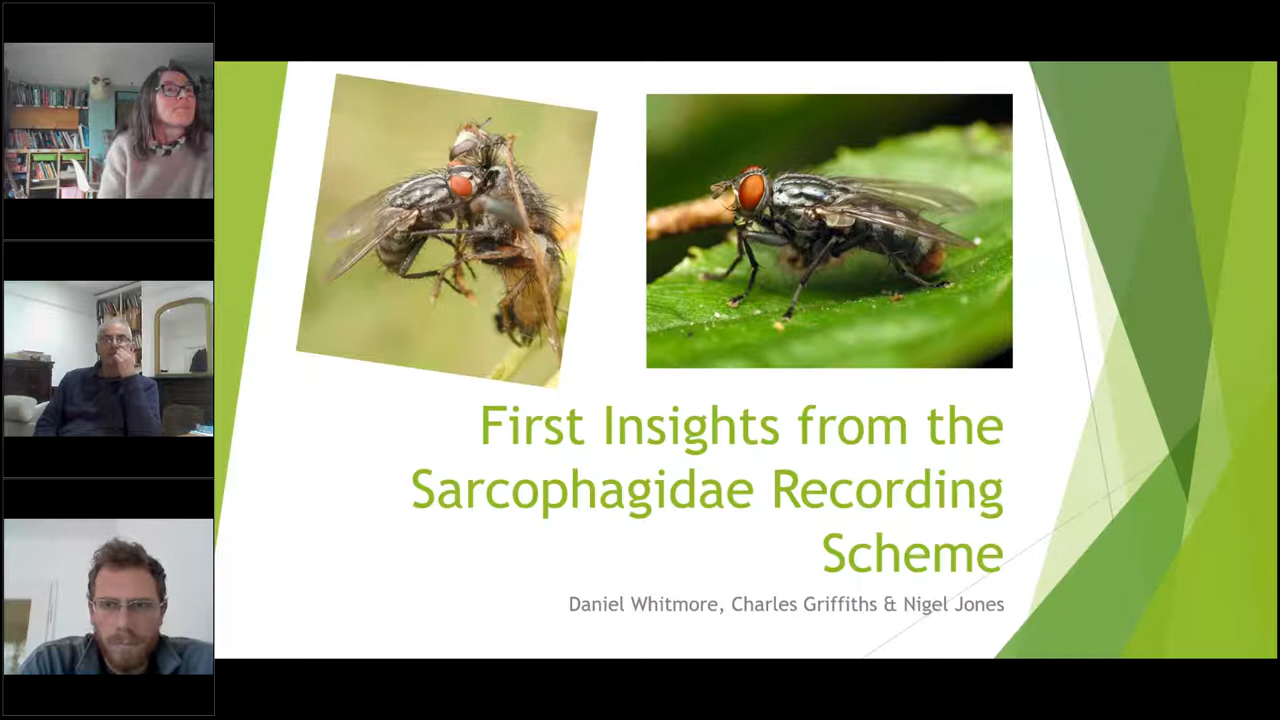 First Insights from the
Sarcophagidae Recording
Scheme
Daniel Whitmore, Charles Griffiths & Nigel Jones